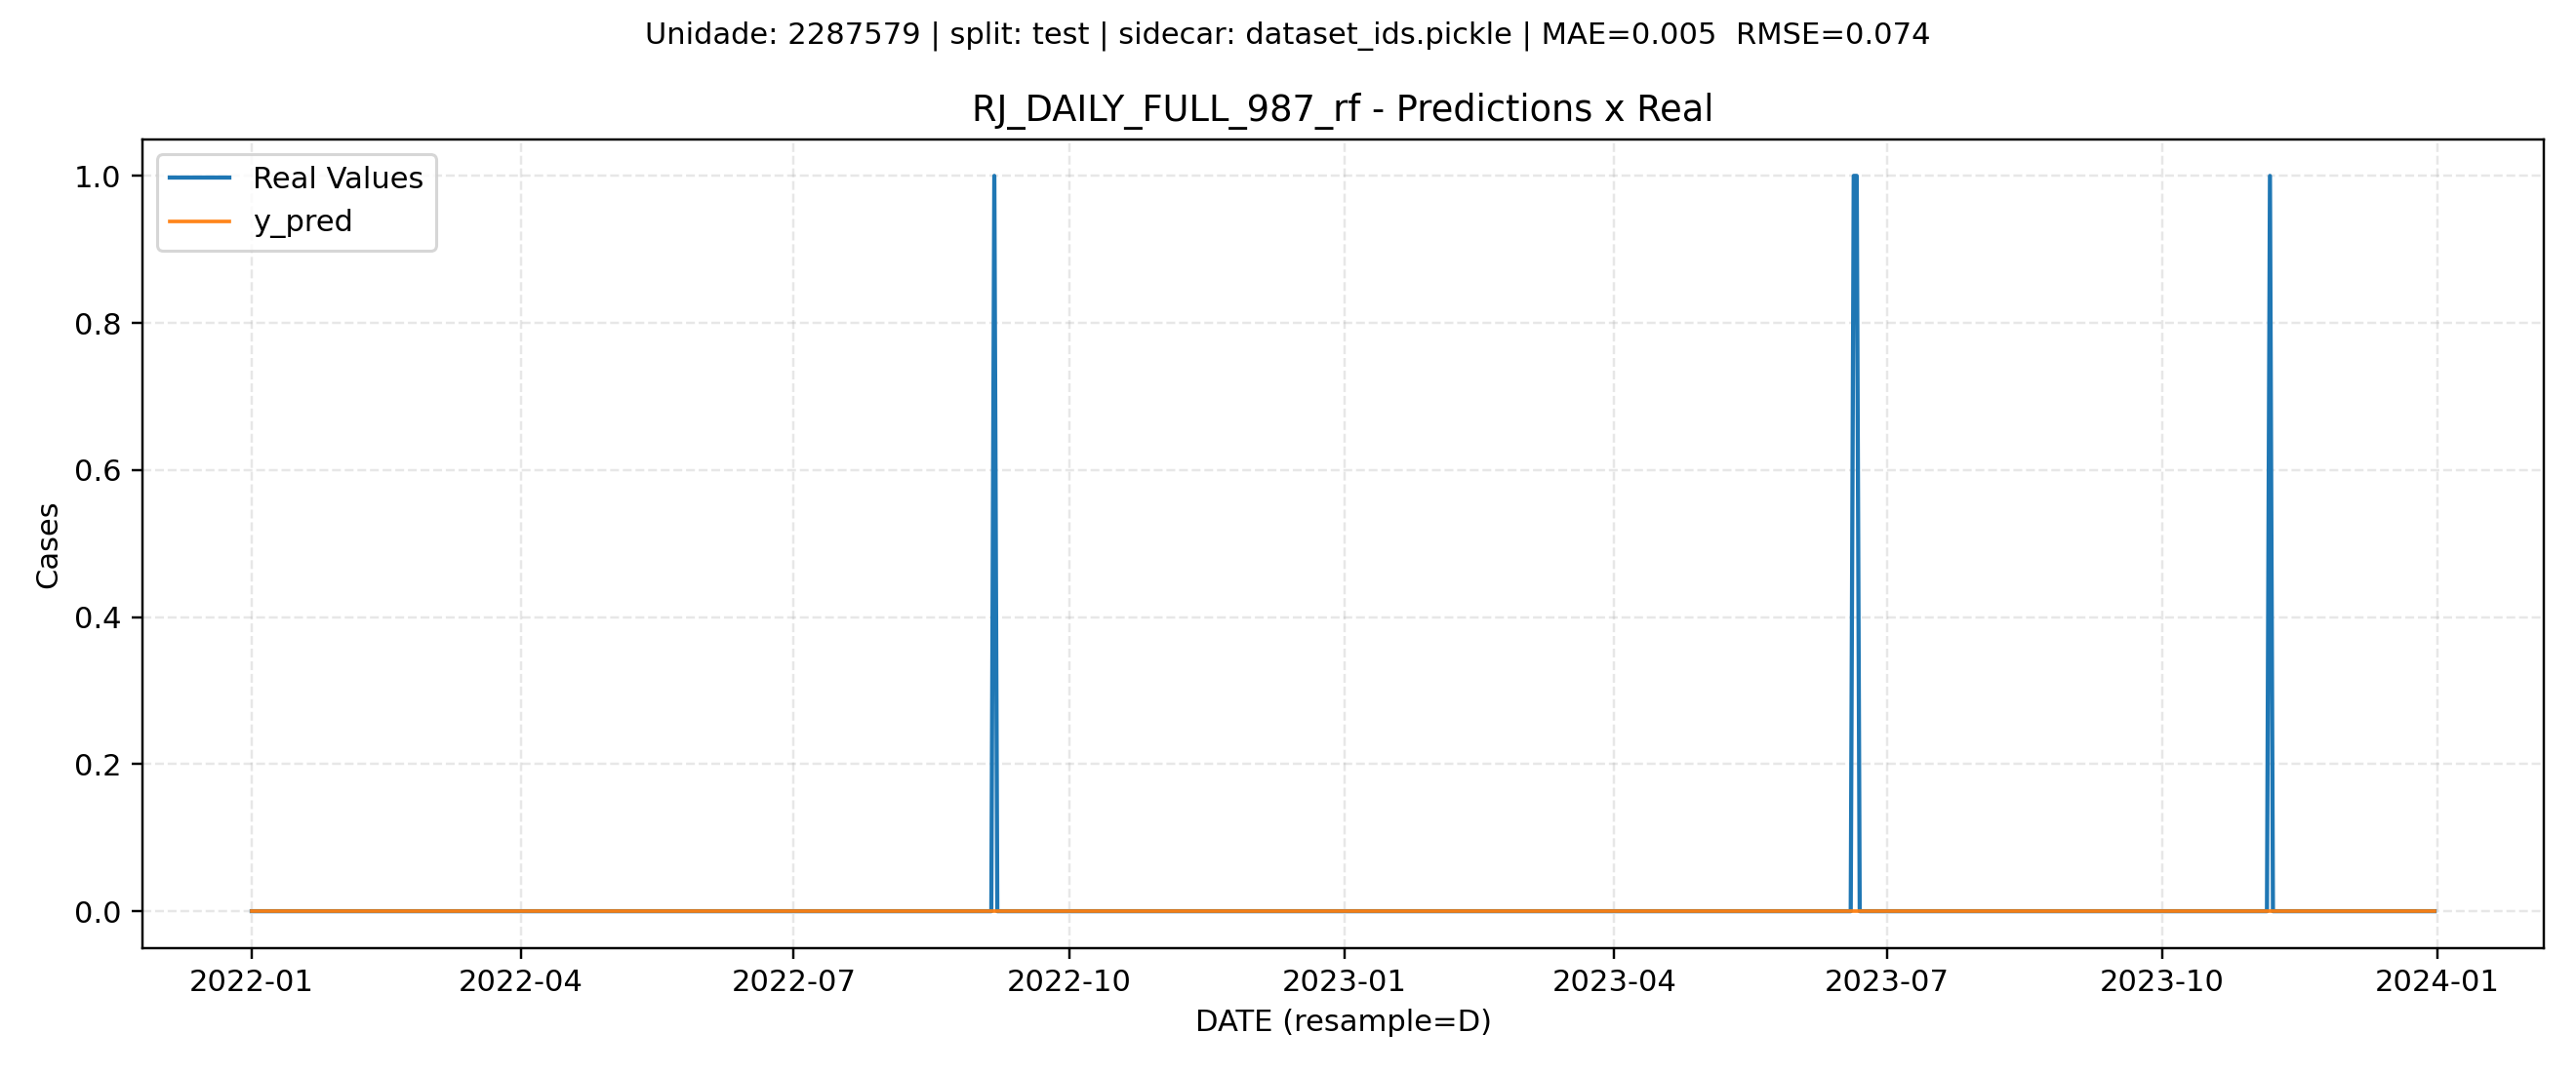 Unidade: 2287579 | split: test | sidecar: dataset_ids.pickle | MAE=0.005  RMSE=0.074
RJ_DAILY_FULL_987_rf - Predictions x Real
Real Values
y_pred
1.0
0.8
0.6
0.4
0.2
0.0
Cases
2022-01 2022-04 2022-07 2022-10 2023-01 2023-04 2023-07 2023-10 2024-01
DATE (resample=D)